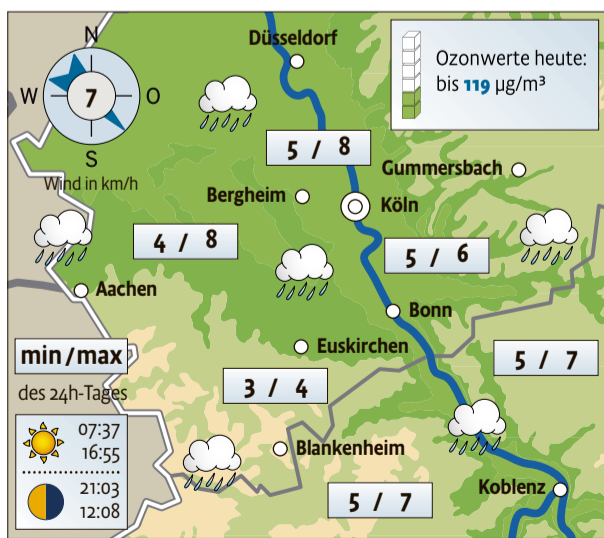 N
W 7 O
S
Wind in km/h
Düsseldorf
Ozonwerte heute:
bis 119 µg/m³
5 / 8
Gummersbach
Bergheim
Köln
4 / 8
5 / 6
Aachen
Bonn
Euskirchen
min/max
des 24h-Tages
5 / 7
3 / 4
07:37
16:55
21:03
12:08
Blankenheim
5 / 7
Koblenz